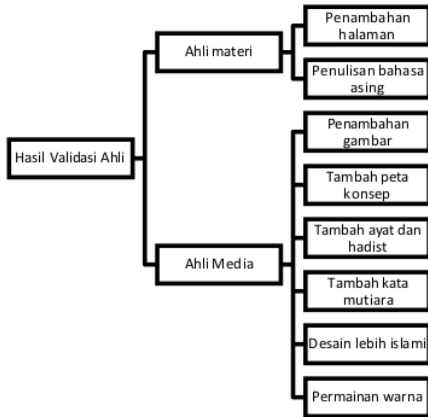 Hasil Validasi Ahli
Ahli materi
Penambahan
halaman
Penulisan bahasa
asing
Ahli Media
Penambahan
gambar
Tambah peta
konsep
Tambah ayat dan
hadist
Tambah kata
mutiara
Desain lebih islami
Permainan warna